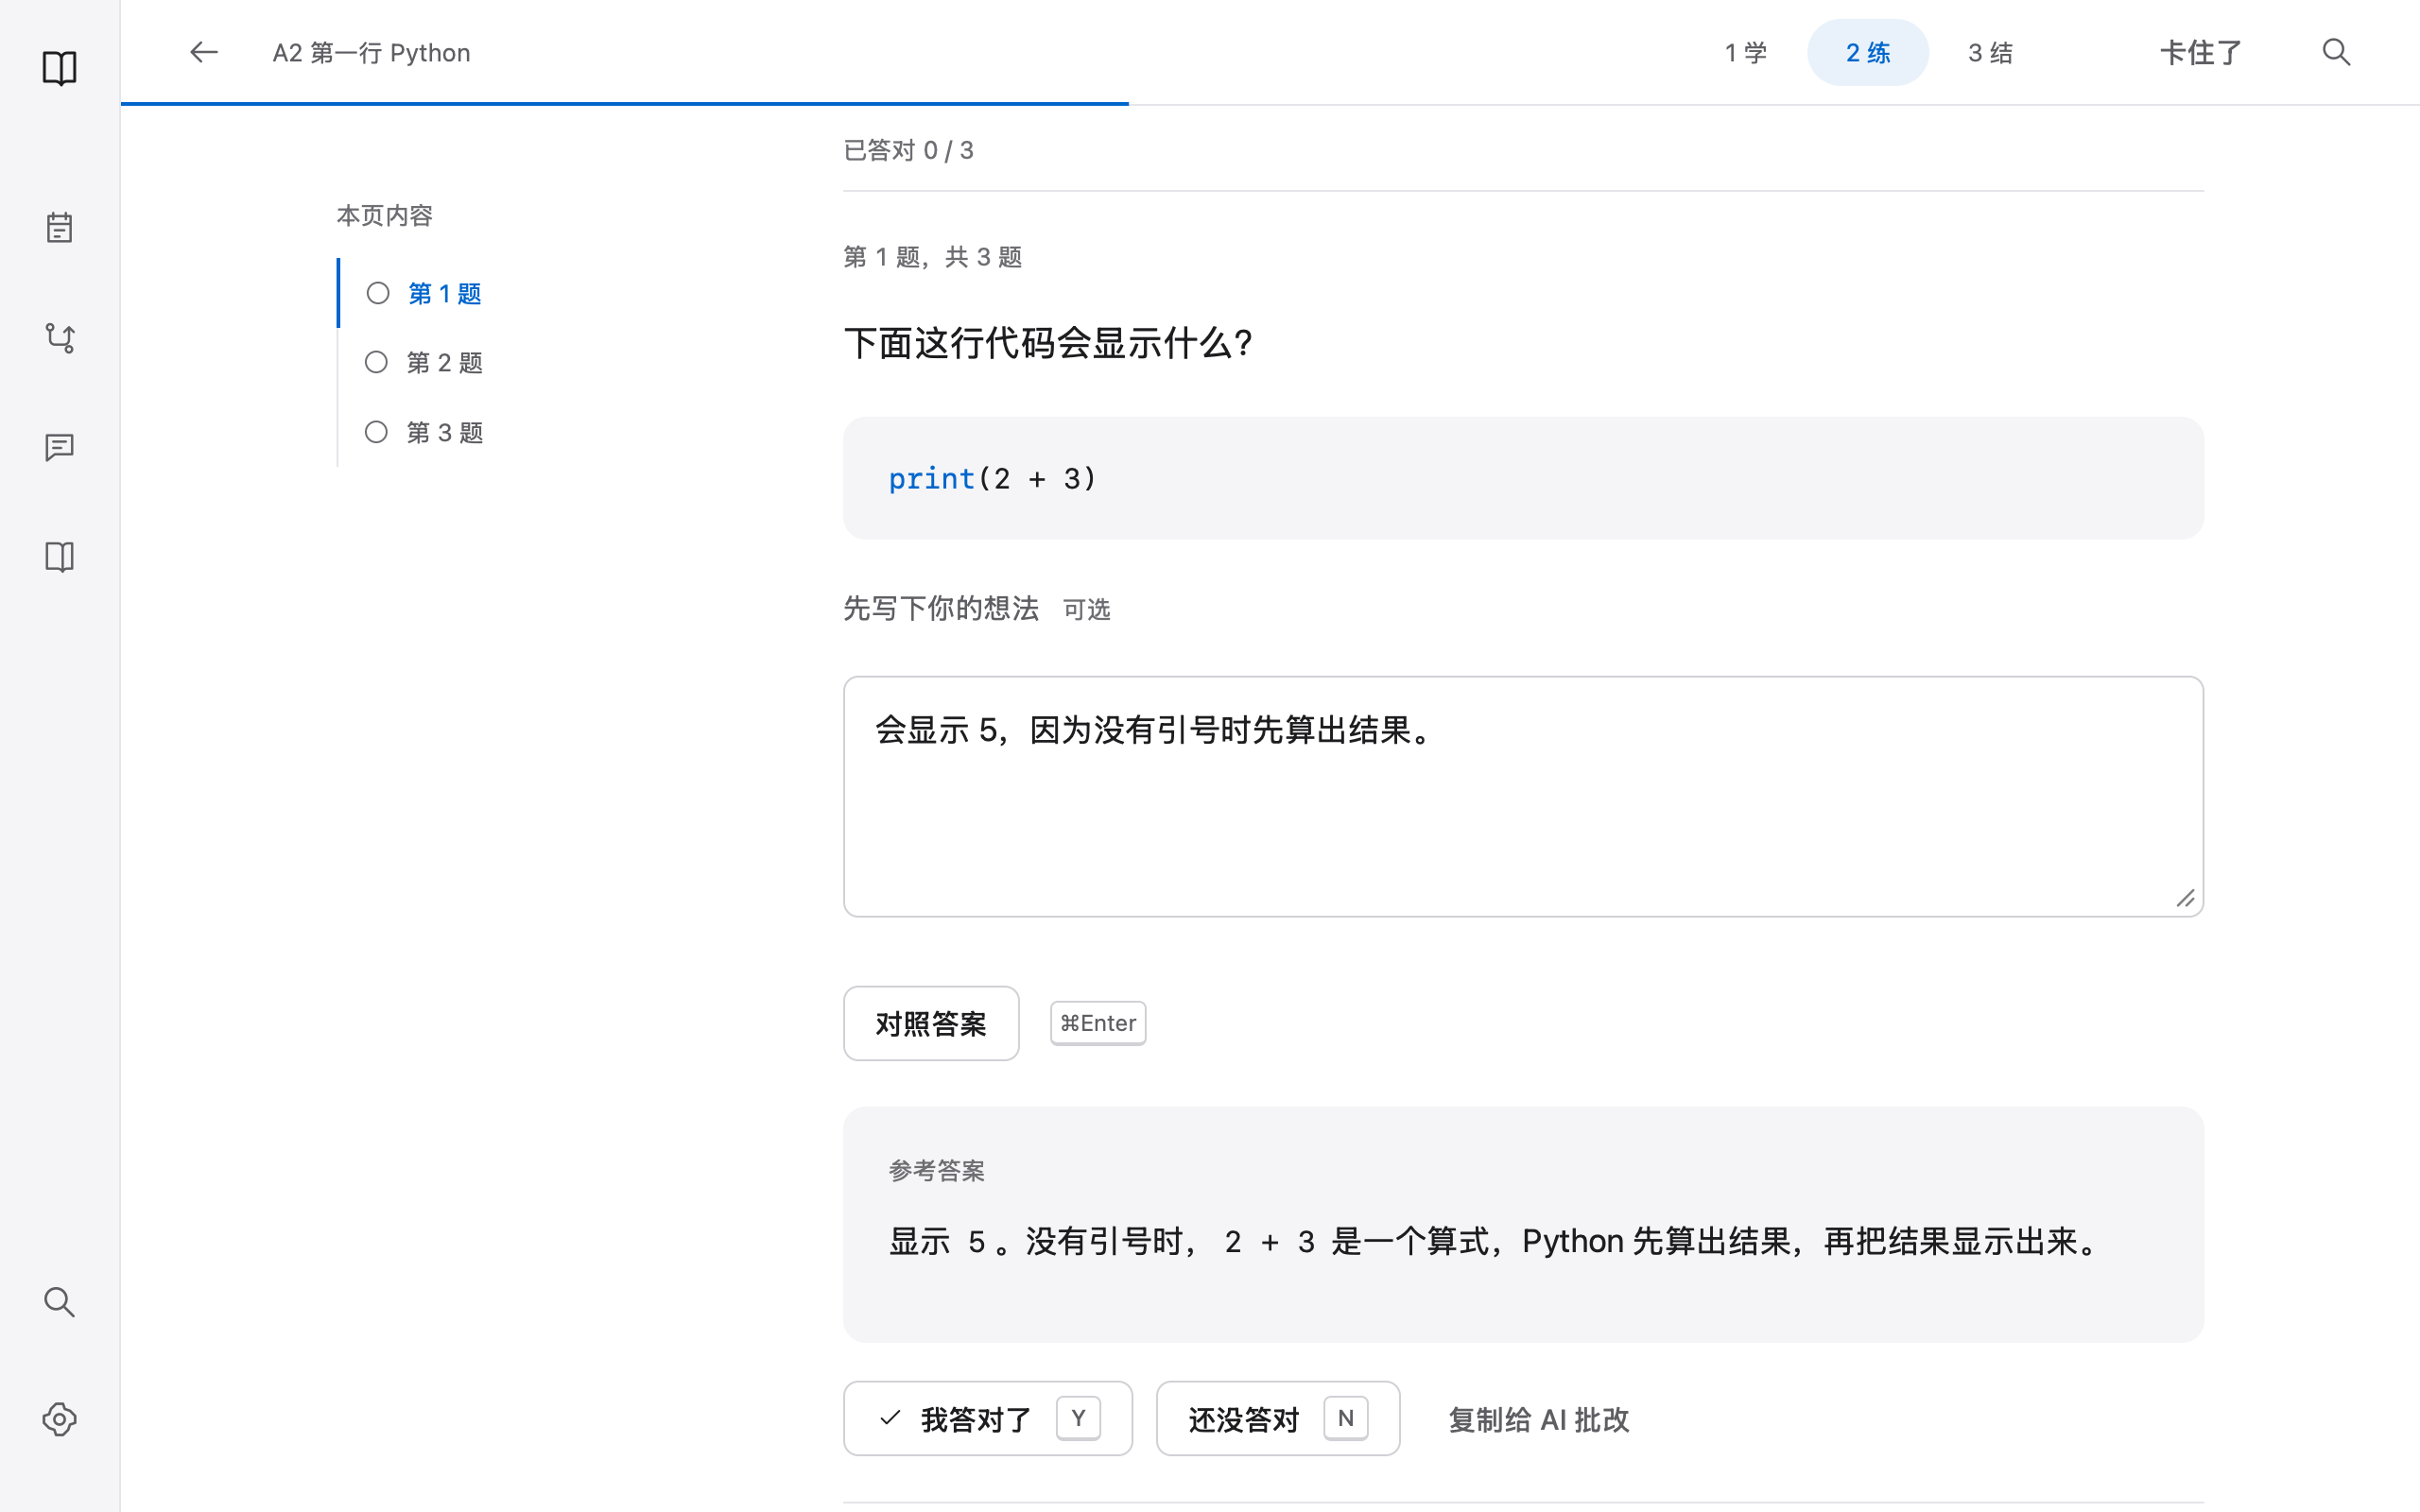 A2 第一行 Python
1 学
2 练
3 结
卡住了
已答对 0 / 3
本页内容
第 1 题
第 2 题
第 3 题
第 1 题，共 3 题
下面这行代码会显示什么？
print(2 + 3)
先写下你的想法 可选
会显示 5，因为没有引号时先算出结果。
对照答案 ⌘Enter
参考答案
显示 5 。没有引号时， 2 + 3 是一个算式，Python 先算出结果，再把结果显示出来。
我答对了 Y
还没答对 N
复制给 AI 批改